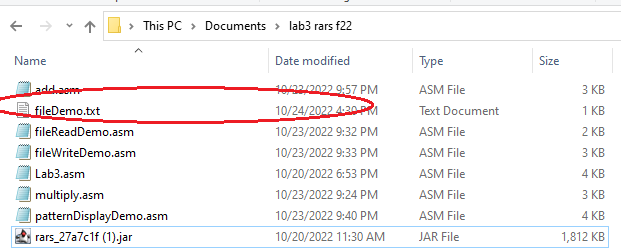 This PC > Documents > lab3 rars f22
Name Date modified Type Size
add.asm 10/23/2022 9:57 PM ASM File 3 KB
fileDemo.txt 10/24/2022 4:30 PM Text Document 1 KB
fileReadDemo.asm 10/23/2022 9:32 PM ASM File 2 KB
fileWriteDemo.asm 10/23/2022 9:33 PM ASM File 3 KB
Lab3.asm 10/20/2022 6:53 PM ASM File 4 KB
multiply.asm 10/23/2022 9:24 PM ASM File 3 KB
patternDisplayDemo.asm 10/23/2022 9:40 PM ASM File 4 KB
rars_27a7c1f (1).jar 10/20/2022 11:30 AM JAR File 1,812 KB